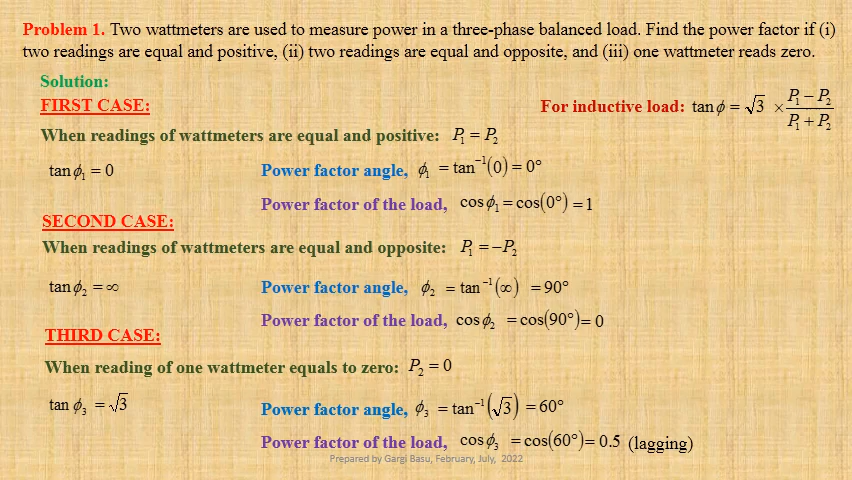 Problem 1. Two wattmeters are used to measure power in a three-phase balanced load. Find the power factor if (i)
two readings are equal and positive, (ii) two readings are equal and opposite, and (iii) one wattmeter reads zero.
Solution:
FIRST CASE:
For inductive load: tan ϕ = √3 × (P₁ − P₂)/(P₁ + P₂)
When readings of wattmeters are equal and positive: P₁ = P₂
tan ϕ₁ = 0
Power factor angle, ϕ₁ = tan⁻¹(0) = 0°
Power factor of the load, cos ϕ₁ = cos(0°) = 1
SECOND CASE:
When readings of wattmeters are equal and opposite: P₁ = −P₂
tan ϕ₂ = ∞
Power factor angle, ϕ₂ = tan⁻¹(∞) = 90°
Power factor of the load, cos ϕ₂ = cos(90°) = 0
THIRD CASE:
When reading of one wattmeter equals to zero: P₂ = 0
tan ϕ₃ = √3
Power factor angle, ϕ₃ = tan⁻¹(√3) = 60°
Power factor of the load, cos ϕ₃ = cos(60°) = 0.5 (lagging)
Prepared by Gargi Basu, February, July, 2022